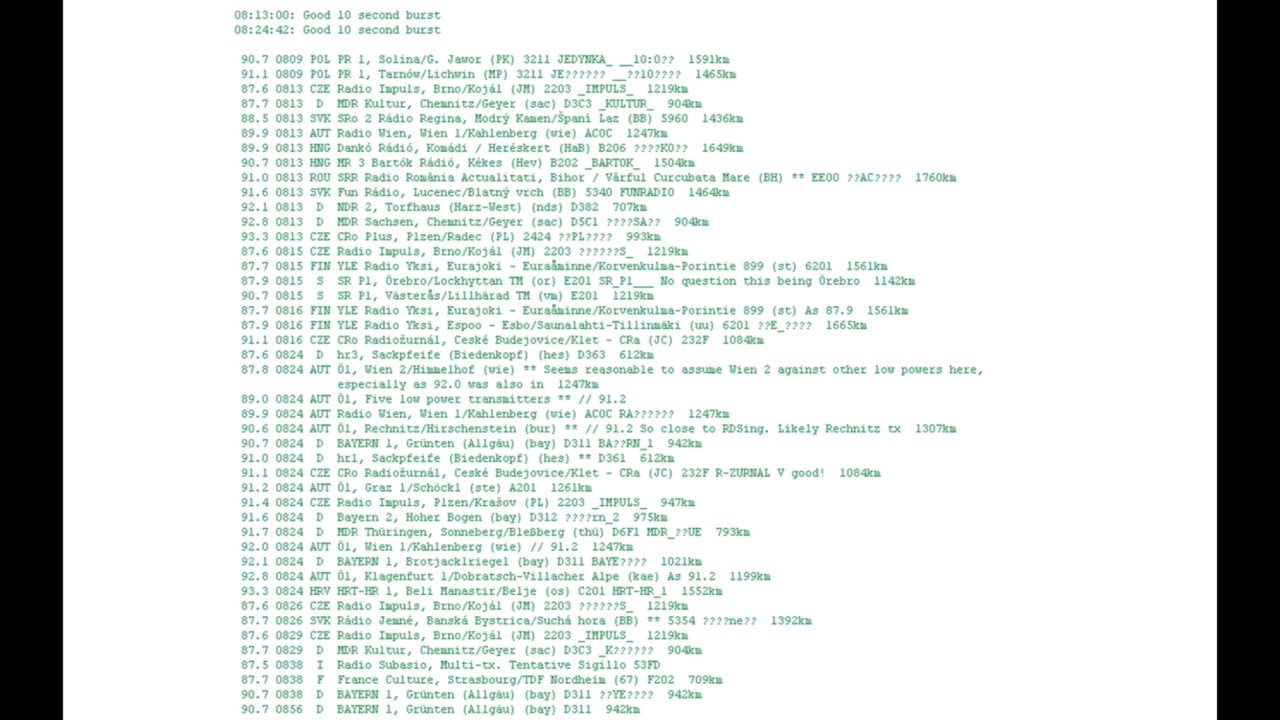 08:13:00: Good 10 second burst
08:24:42: Good 10 second burst
90.7 0809 POL PR 1, Solina/G. Jawor (PK) 3211 JEDYNKA_ __10:0?? 1591km
91.1 0809 POL PR 1, Tarnów/Lichwin (MP) 3211 JE?????? __??10???? 1465km
87.6 0813 CZE Radio Impuls, Brno/Kojál (JM) 2203 _IMPULS_ 1219km
87.7 0813 D MDR Kultur, Chemnitz/Geyer (sac) D3C3 _KULTUR_ 904km
88.5 0813 SVK SRo 2 Rádio Regina, Modrý Kamen/Španí Laz (BB) 5960 1436km
89.9 0813 AUT Radio Wien, Wien 1/Kahlenberg (wie) AC0C 1247km
89.9 0813 HNG Dankó Rádió, Komádi / Heréskert (HaB) B206 ????KO?? 1649km
90.7 0813 HNG MR 3 Bartók Rádió, Kékes (Hev) B202 _BARTOK_ 1504km
91.0 0813 ROU SRR Radio România Actualitati, Bihor / Vârful Curcubata Mare (BH) ** EE00 ??AC???? 1760km
91.6 0813 SVK Fun Rádio, Lucenec/Blatný vrch (BB) 5340 FUNRADIO 1464km
92.1 0813 D NDR 2, Torfhaus (Harz-West) (nds) D382 707km
92.8 0813 D MDR Sachsen, Chemnitz/Geyer (sac) D5C1 ????SA?? 904km
93.3 0813 CZE CRo Plus, Plzen/Radec (PL) 2424 ??PL???? 993km
87.6 0815 CZE Radio Impuls, Brno/Kojál (JM) 2203 ??????S_ 1219km
87.7 0815 FIN YLE Radio Yksi, Eurajoki - Euraåminne/Korvenkulma-Porintie 899 (st) 6201 1561km
87.9 0815 S SR P1, Örebro/Lockhyttan TM (or) E201 SR_P1___ No question this being Örebro 1142km
90.7 0815 S SR P1, Västerås/Lillhärad TM (vm) E201 1219km
87.7 0816 FIN YLE Radio Yksi, Eurajoki - Euraåminne/Korvenkulma-Porintie 899 (st) As 87.9 1561km
87.9 0816 FIN YLE Radio Yksi, Espoo - Esbo/Saunalahti-Tillinmäki (uu) 6201 ??E_???? 1665km
91.1 0816 CZE CRo Radiožurnál, Ceské Budejovice/Klet - CRa (JC) 232F 1084km
87.6 0824 D hr3, Sackpfeife (Biedenkopf) (hes) D363 612km
87.8 0824 AUT Ö1, Wien 2/Himmelhof (wie) ** Seems reasonable to assume Wien 2 against other low powers here,
especially as 92.0 was also in 1247km
89.0 0824 AUT Ö1, Five low power transmitters ** // 91.2
89.9 0824 AUT Radio Wien, Wien 1/Kahlenberg (wie) AC0C RA?????? 1247km
90.6 0824 AUT Ö1, Rechnitz/Hirschenstein (bur) ** // 91.2 So close to RDSing. Likely Rechnitz tx 1307km
90.7 0824 D BAYERN 1, Grünten (Allgäu) (bay) D311 BA??RN_1 942km
91.0 0824 D hr1, Sackpfeife (Biedenkopf) (hes) ** D361 612km
91.1 0824 CZE CRo Radiožurnál, Ceské Budejovice/Klet - CRa (JC) 232F R-ZURNAL V good! 1084km
91.2 0824 AUT Ö1, Graz 1/Schöckl (ste) A201 1261km
91.4 0824 CZE Radio Impuls, Plzen/Krašov (PL) 2203 _IMPULS_ 947km
91.6 0824 D Bayern 2, Hoher Bogen (bay) D312 ????rn_2 975km
91.7 0824 D MDR Thüringen, Sonneberg/Bleßberg (thü) D6F1 MDR_??UE 793km
92.0 0824 AUT Ö1, Wien 1/Kahlenberg (wie) // 91.2 1247km
92.1 0824 D BAYERN 1, Brotjacklriegel (bay) D311 BAYE???? 1021km
92.8 0824 AUT Ö1, Klagenfurt 1/Dobratsch-Villacher Alpe (kae) As 91.2 1199km
93.3 0824 HRV HRT-HR 1, Beli Manastir/Belje (os) C201 HRT-HR_1 1552km
87.6 0826 CZE Radio Impuls, Brno/Kojál (JM) 2203 ??????S_ 1219km
87.7 0826 SVK Rádio Jemné, Banská Bystrica/Suchá hora (BB) ** 5354 ????ne?? 1392km
87.6 0829 CZE Radio Impuls, Brno/Kojál (JM) 2203 _IMPULS_ 1219km
87.7 0829 D MDR Kultur, Chemnitz/Geyer (sac) D3C3 _K?????? 904km
87.5 0838 I Radio Subasio, Multi-tx. Tentative Sigillo 53FD
87.7 0838 F France Culture, Strasbourg/TDF Nordheim (67) F202 709km
90.7 0838 D BAYERN 1, Grünten (Allgäu) (bay) D311 ??YE???? 942km
90.7 0856 D BAYERN 1, Grünten (Allgäu) (bay) D311 942km